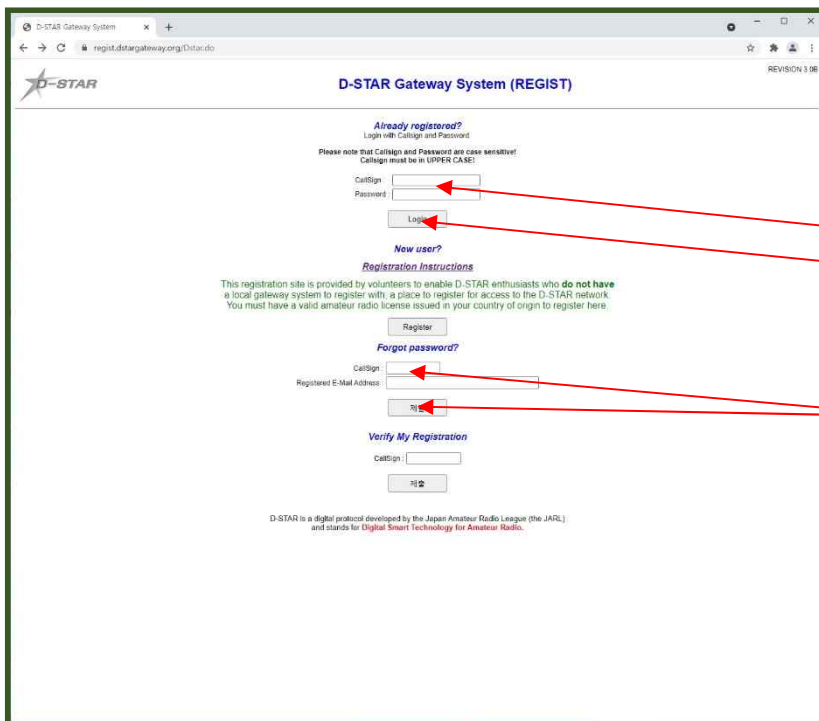 D-STAR Gateway System
regist.dstargateway.org/Dstar.do
REVISION 3.0B
D-STAR
D-STAR Gateway System (REGIST)
Already registered?
Login with Callsign and Password
Please note that Callsign and Password are case sensitive!
Callsign must be in UPPER CASE!
CallSign :
Password :
Login
New user?
Registration Instructions
This registration site is provided by volunteers to enable D-STAR enthusiasts who do not have
a local gateway system to register with, a place to register for access to the D-STAR network.
You must have a valid amateur radio license issued in your country of origin to register here.
Register
Forgot password?
CallSign :
Registered E-Mail Address :
제출
Verify My Registration
CallSign :
제출
D-STAR is a digital protocol developed by the Japan Amateur Radio League (the JARL)
and stands for Digital Smart Technology for Amateur Radio.